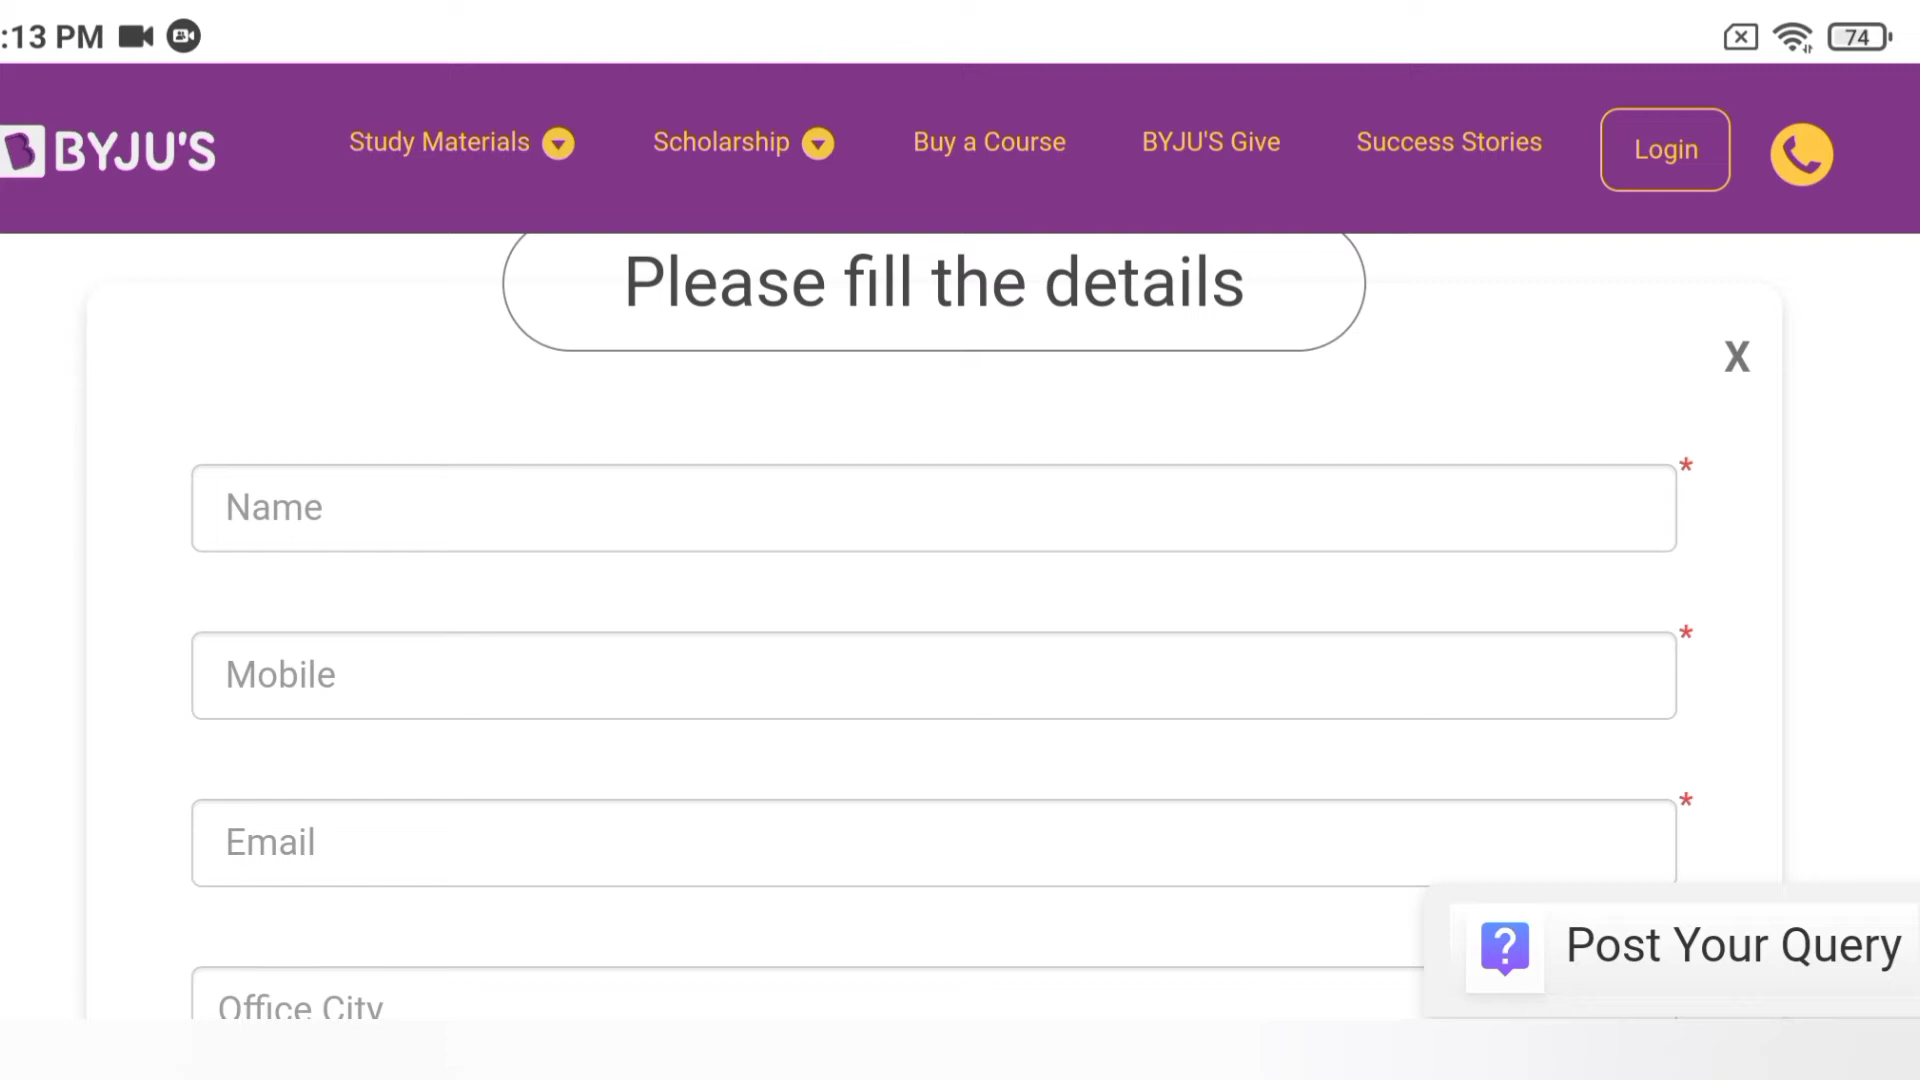 :13 PM
74
BYJU'S
Study Materials
Scholarship
Buy a Course
BYJU'S Give
Success Stories
Login
Please fill the details
X
Name
*
Mobile
*
Email
*
Office City
Post Your Query